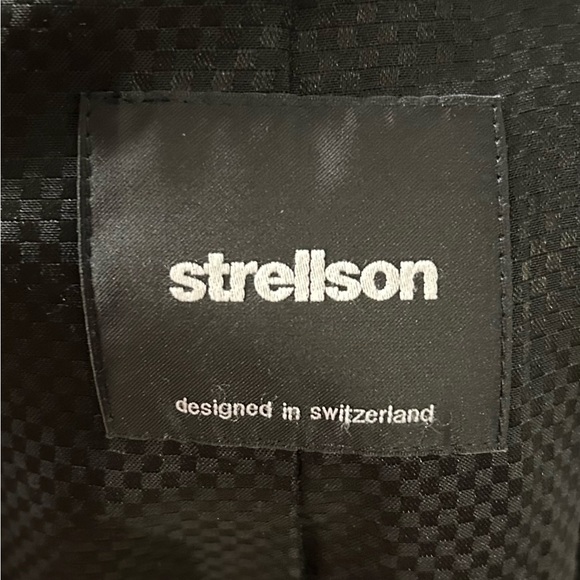 strellson
designed in switzerland